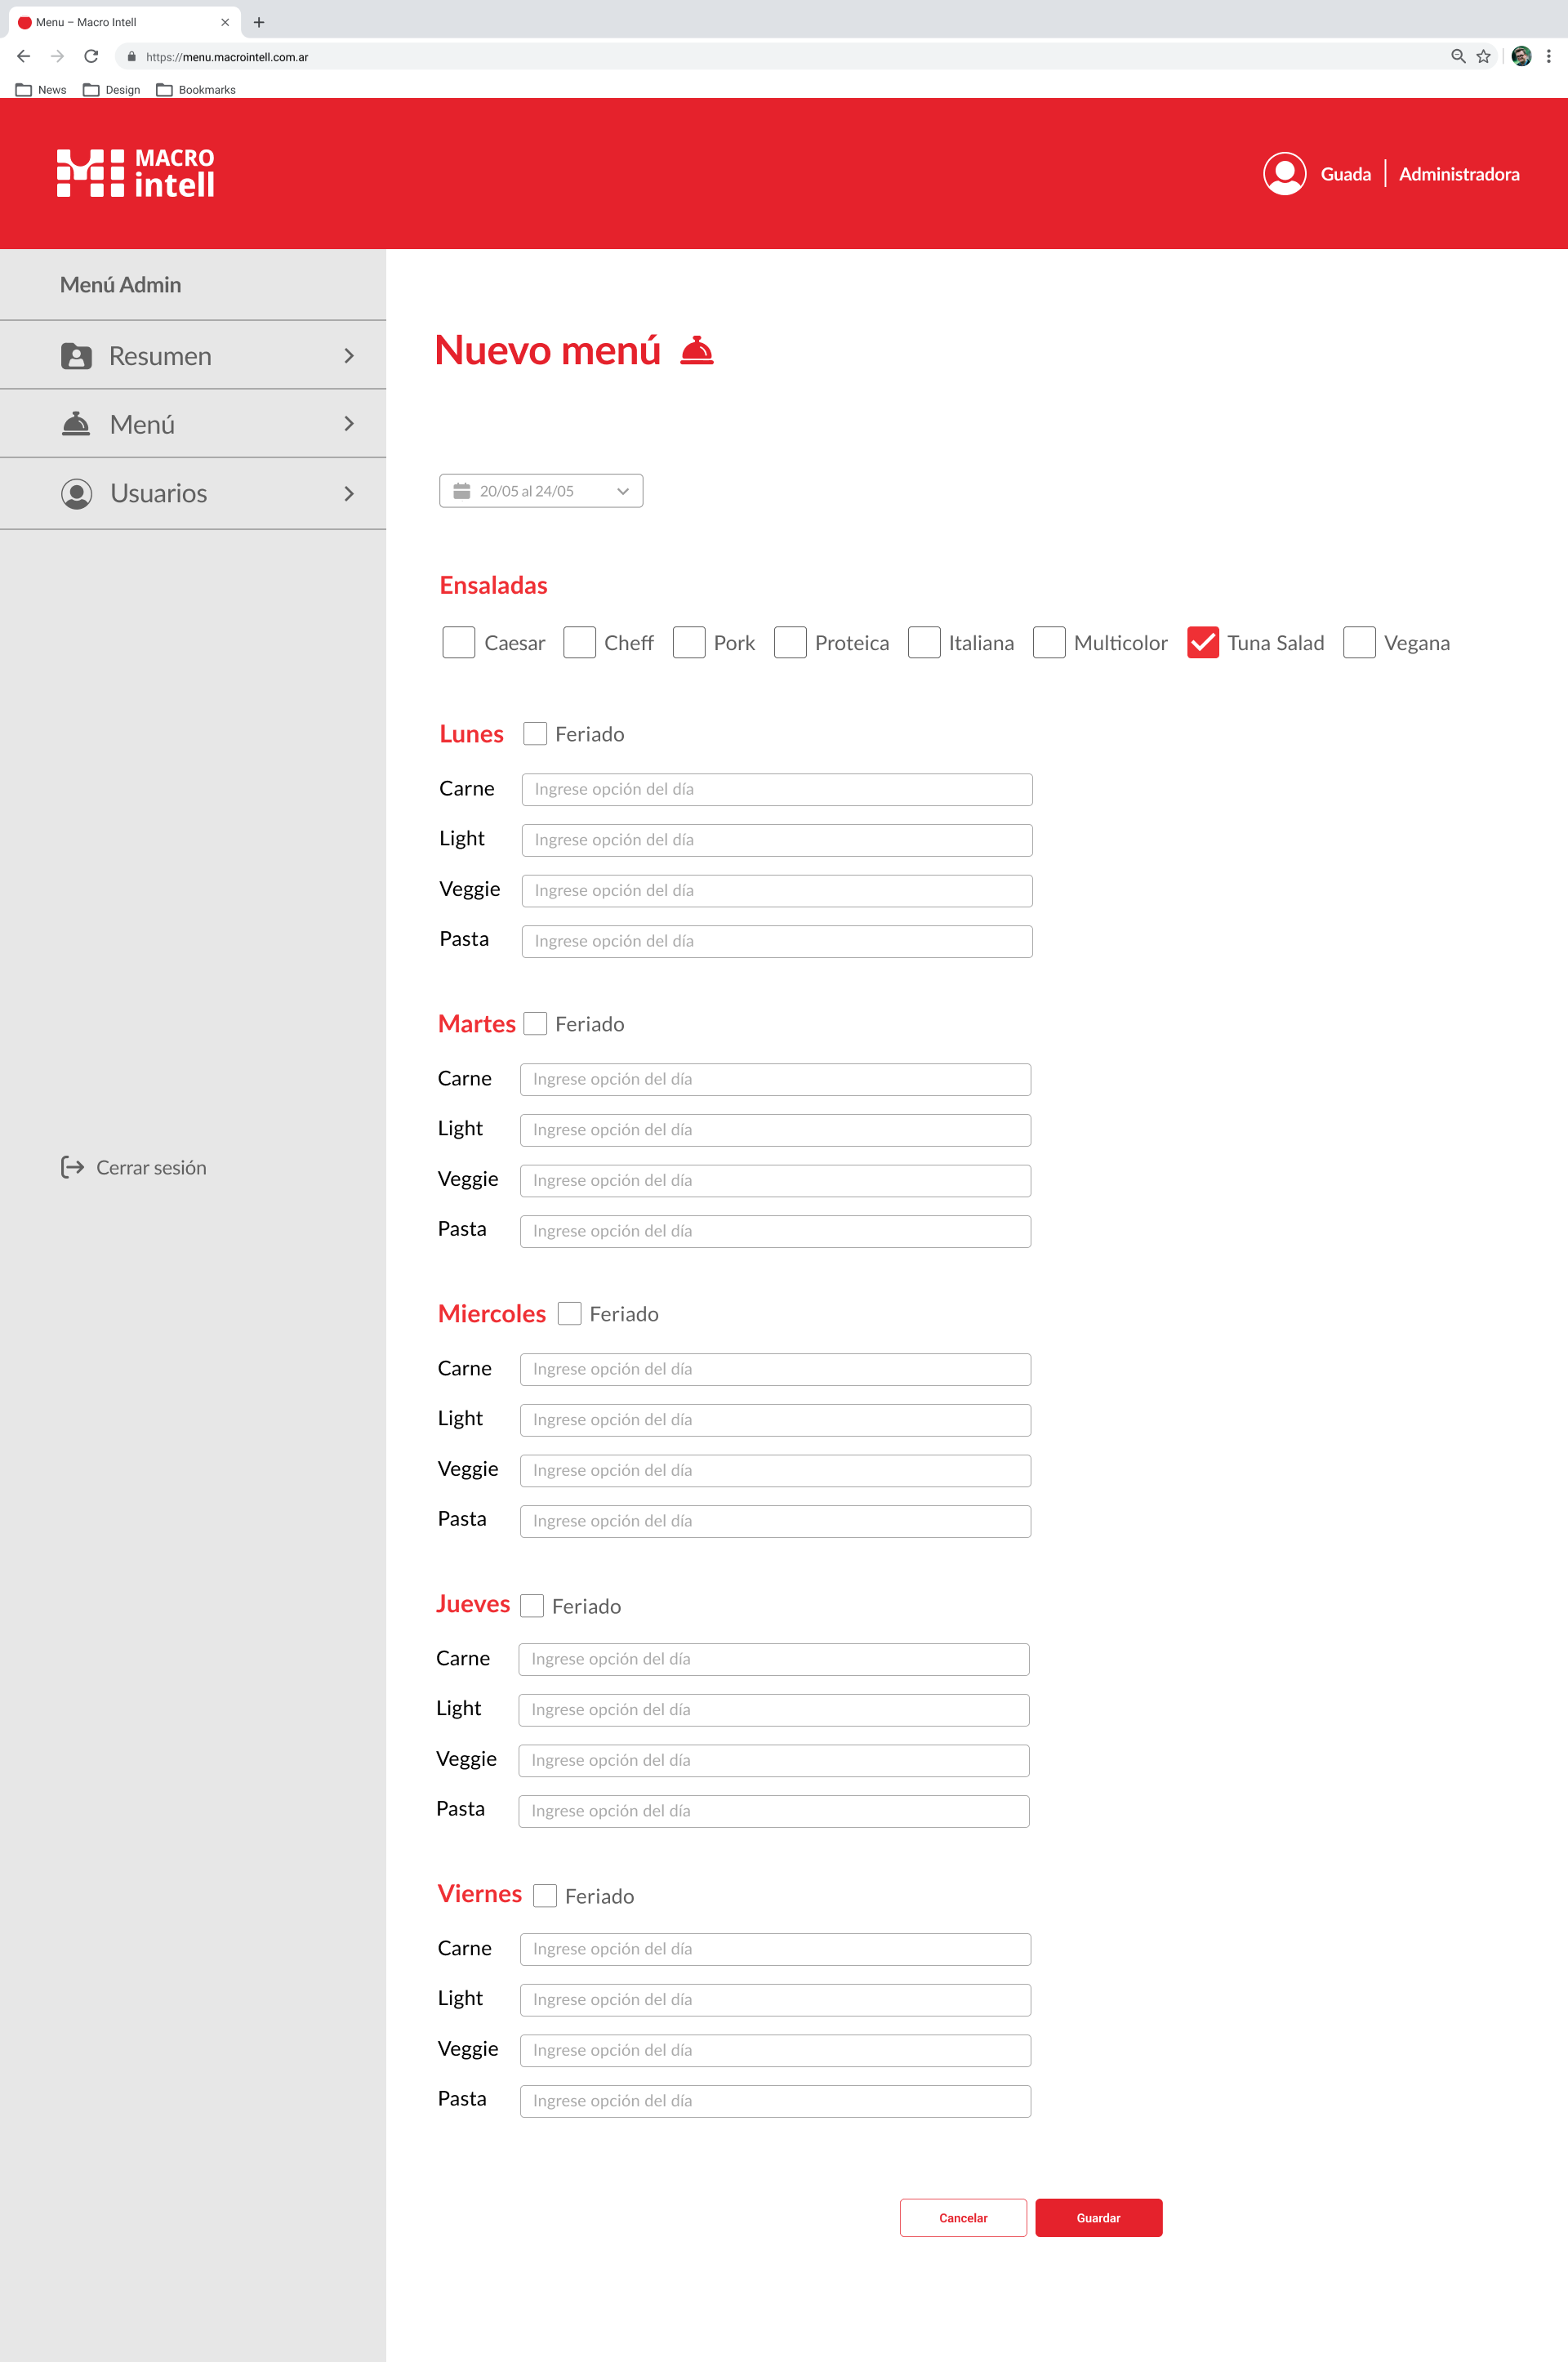 Menu – Macro Intell
https://menu.macrointell.com.ar
News Design Bookmarks
MACRO
intell
Guada Administradora
Menú Admin
Resumen
Menú
Usuarios
Cerrar sesión
Nuevo menú
20/05 al 24/05
Ensaladas
Caesar Cheff Pork Proteica Italiana Multicolor Tuna Salad Vegana
Lunes Feriado
Carne Ingrese opción del día
Light Ingrese opción del día
Veggie Ingrese opción del día
Pasta Ingrese opción del día
Martes Feriado
Carne Ingrese opción del día
Light Ingrese opción del día
Veggie Ingrese opción del día
Pasta Ingrese opción del día
Miercoles Feriado
Carne Ingrese opción del día
Light Ingrese opción del día
Veggie Ingrese opción del día
Pasta Ingrese opción del día
Jueves Feriado
Carne Ingrese opción del día
Light Ingrese opción del día
Veggie Ingrese opción del día
Pasta Ingrese opción del día
Viernes Feriado
Carne Ingrese opción del día
Light Ingrese opción del día
Veggie Ingrese opción del día
Pasta Ingrese opción del día
Cancelar Guardar